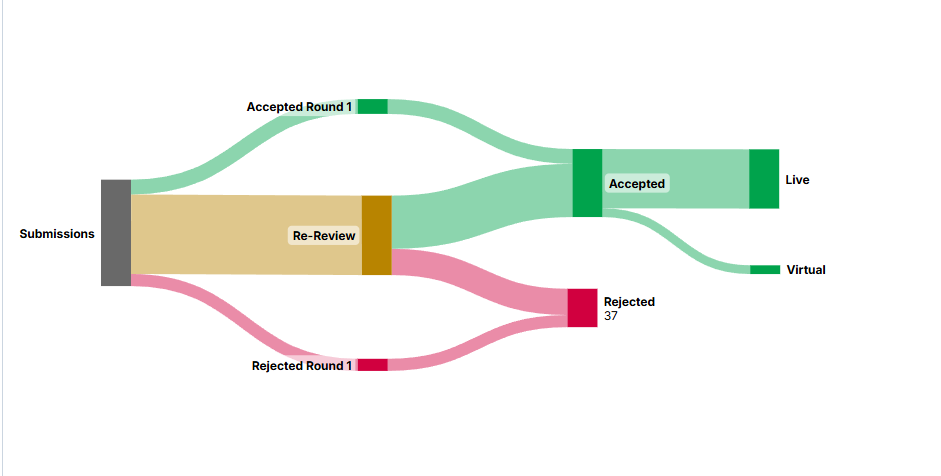 Accepted Round 1
Live
Accepted
Submissions
Re-Review
Virtual
Rejected
37
Rejected Round 1